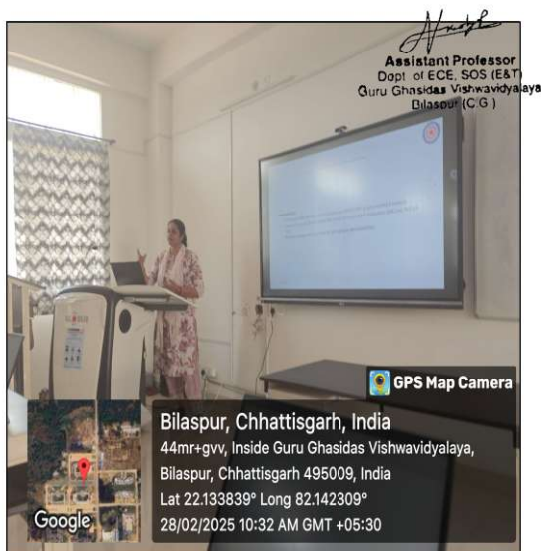 Assistant Professor
Dept of ECE, SOS (E&T)
Guru Ghasidas Vishwavidyalaya
Bilaspur (C.G.)
GPS Map Camera
Bilaspur, Chhattisgarh, India
44mr+gvv, Inside Guru Ghasidas Vishwavidyalaya,
Bilaspur, Chhattisgarh 495009, India
Lat 22.133839° Long 82.142309°
28/02/2025 10:32 AM GMT +05:30
Google